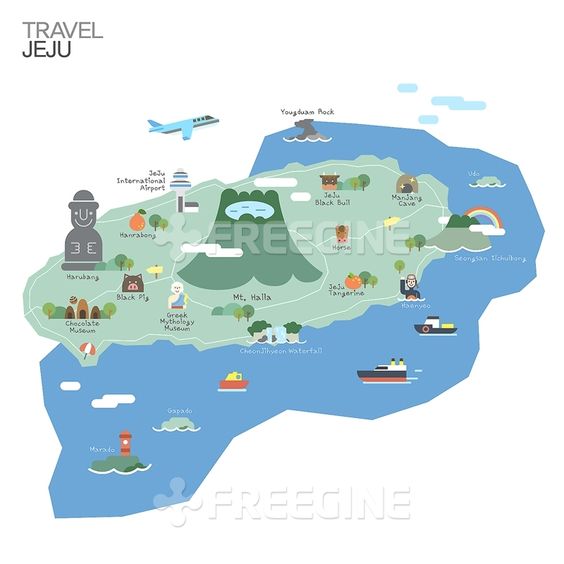 TRAVEL
JEJU
Yongduam Rock
JeJu
International
Airport
JeJu
Black Bull
ManJang
Cave
Udo
Hanrabong
FREEGINE
Horse
Seongsan Ilchulbong
Harubang
Black Pig
Mt. Halla
JeJu
Tangerine
Haenyeo
Greek
Mythology
Museum
Chocolate
Museum
CheonJiyeon Waterfall
Gapado
Marado
FREEGINE